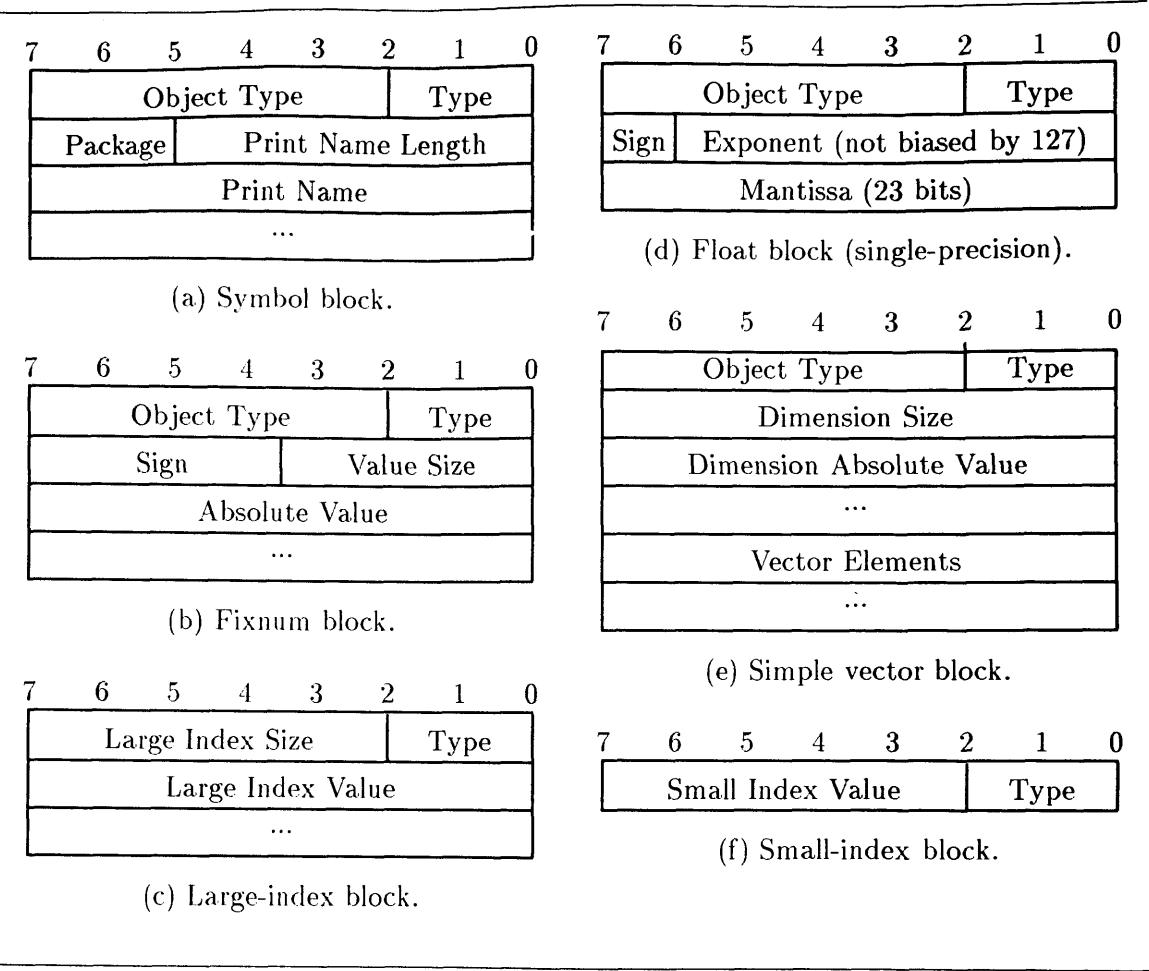 7 6 5 4 3 2 1 0
Object Type Type
Package Print Name Length
Print Name
...
(a) Symbol block.
7 6 5 4 3 2 1 0
Object Type Type
Sign Value Size
Absolute Value
...
(b) Fixnum block.
7 6 5 4 3 2 1 0
Large Index Size Type
Large Index Value
...
(c) Large-index block.
7 6 5 4 3 2 1 0
Object Type Type
Sign Exponent (not biased by 127)
Mantissa (23 bits)
(d) Float block (single-precision).
7 6 5 4 3 2 1 0
Object Type Type
Dimension Size
Dimension Absolute Value
...
Vector Elements
...
(e) Simple vector block.
7 6 5 4 3 2 1 0
Small Index Value Type
(f) Small-index block.